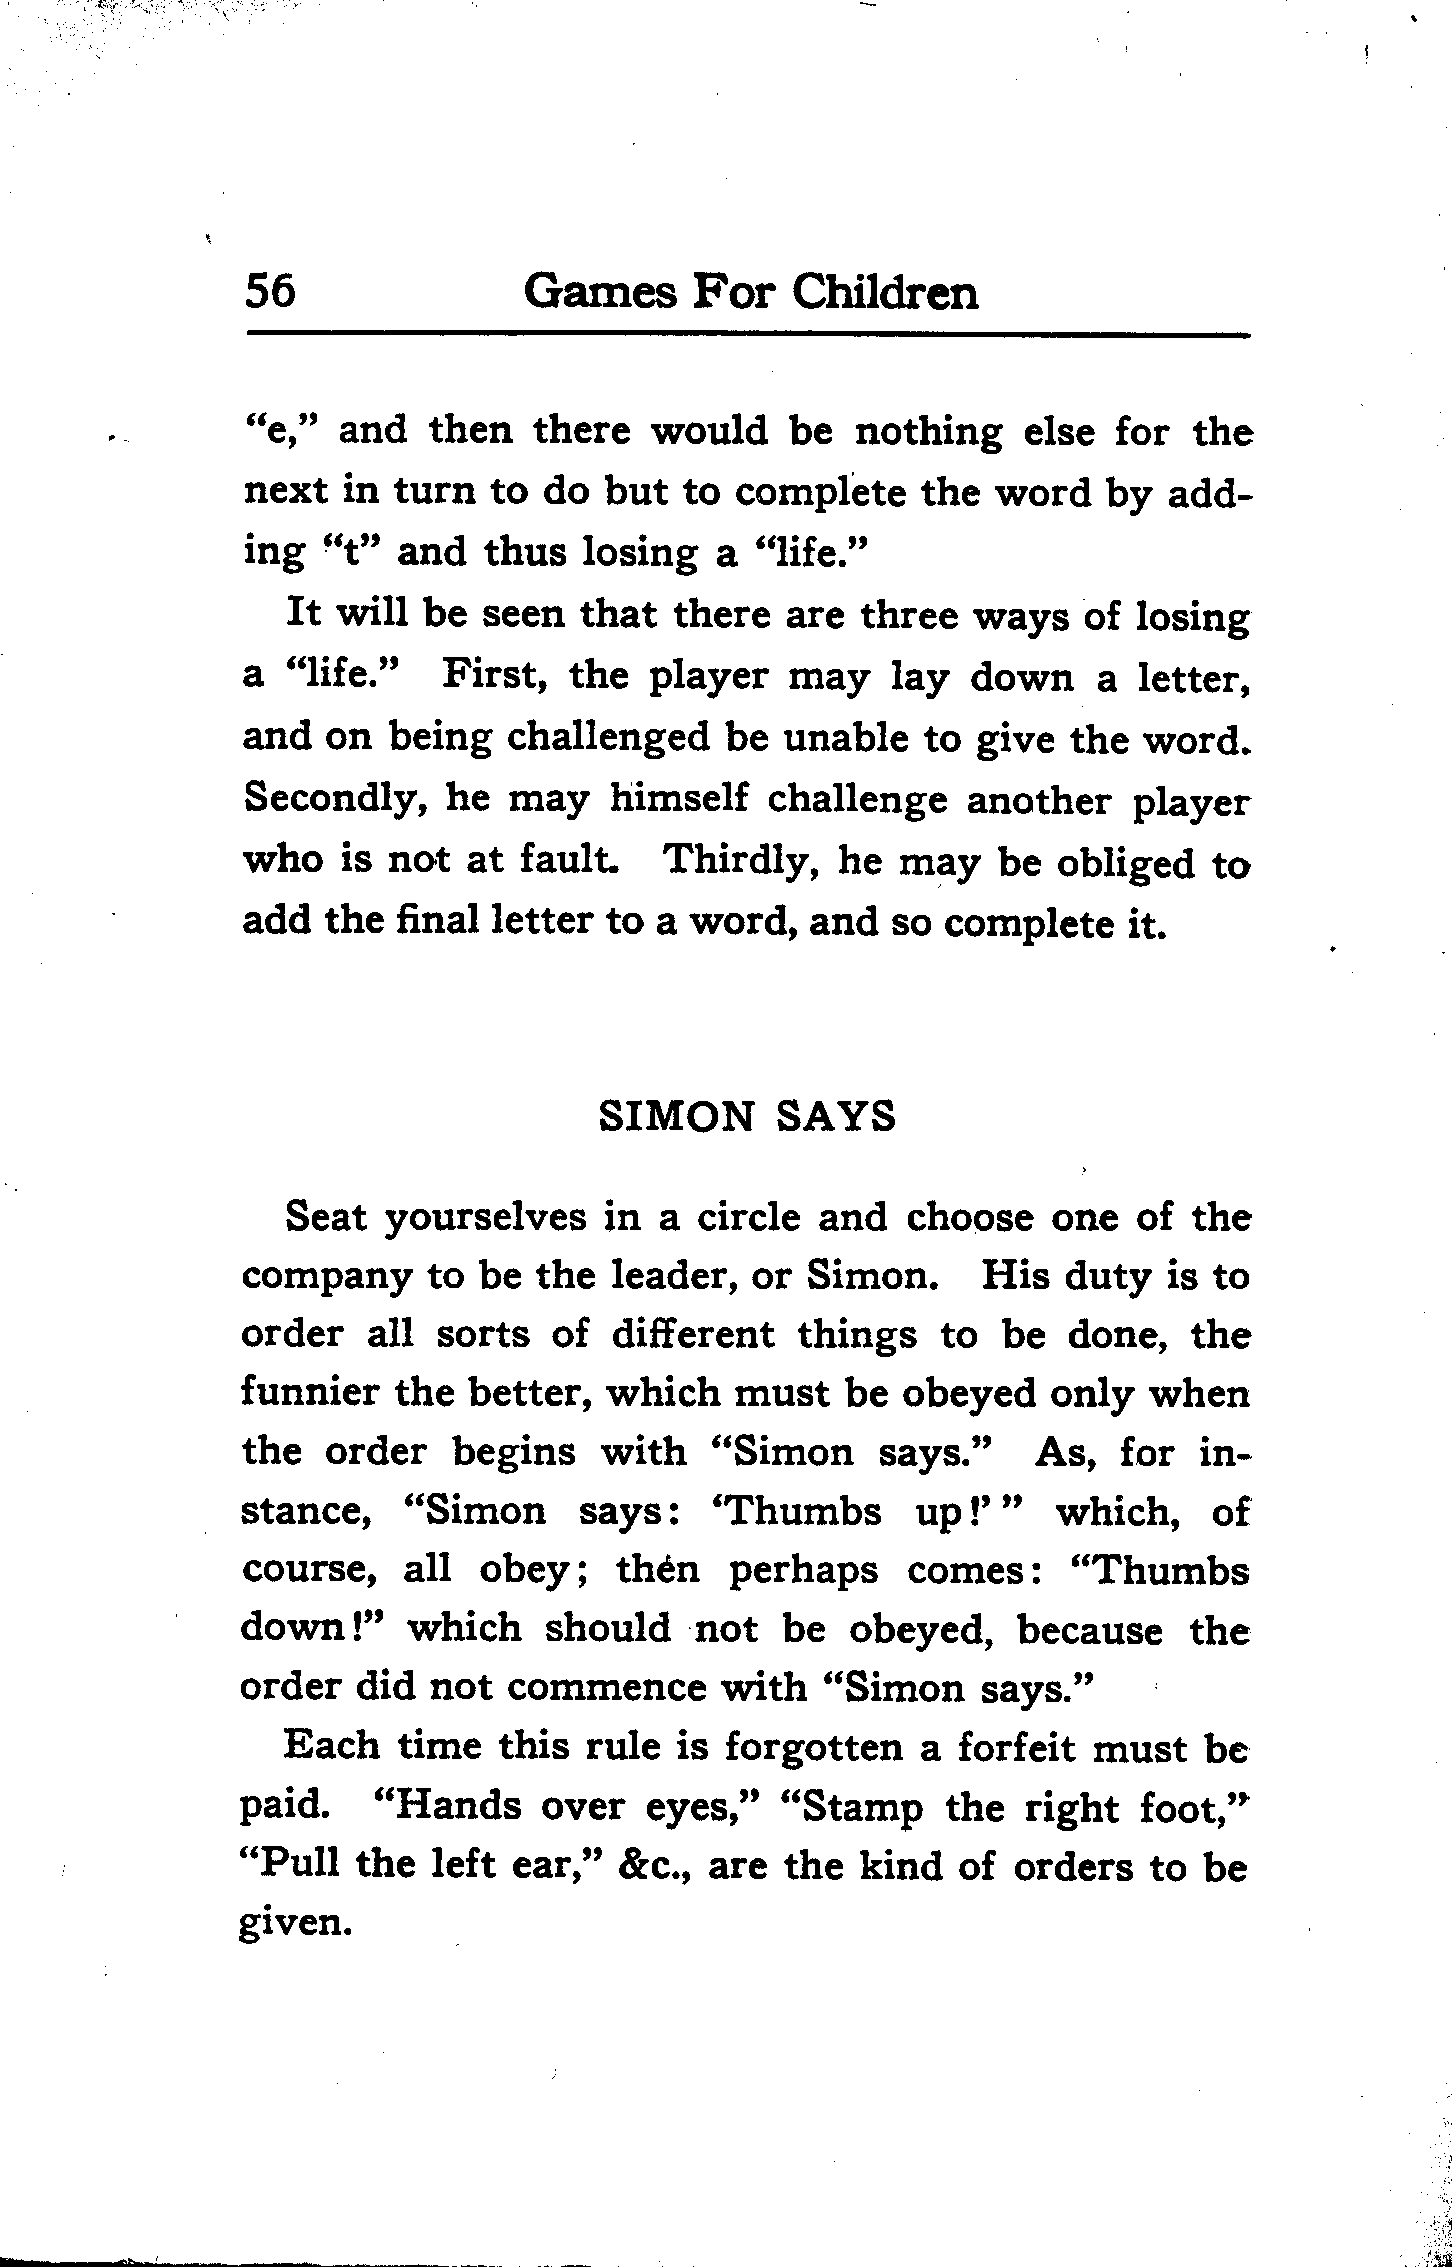 56 Games For Children
“e,” and then there would be nothing else for the
next in turn to do but to complete the word by add-
ing “t” and thus losing a “life.”
It will be seen that there are three ways of losing
a “life.” First, the player may lay down a letter,
and on being challenged be unable to give the word.
Secondly, he may himself challenge another player
who is not at fault. Thirdly, he may be obliged to
add the final letter to a word, and so complete it.
SIMON SAYS
Seat yourselves in a circle and choose one of the
company to be the leader, or Simon. His duty is to
order all sorts of different things to be done, the
funnier the better, which must be obeyed only when
the order begins with “Simon says.” As, for in-
stance, “Simon says: ‘Thumbs up!’” which, of
course, all obey; then perhaps comes: “Thumbs
down!” which should not be obeyed, because the
order did not commence with “Simon says.”
Each time this rule is forgotten a forfeit must be
paid. “Hands over eyes,” “Stamp the right foot,”
“Pull the left ear,” &c., are the kind of orders to be
given.